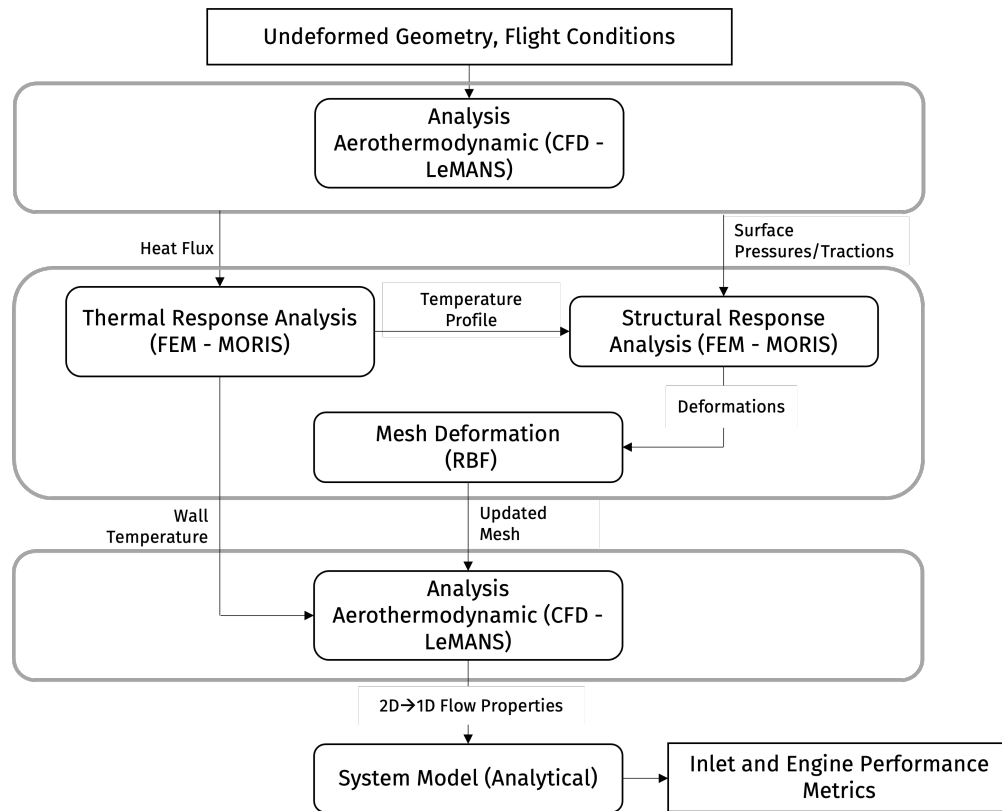 Undeformed Geometry, Flight Conditions
Analysis
Aerothermodynamic (CFD -
LeMANS)
Heat Flux
Surface
Pressures/Tractions
Thermal Response Analysis
(FEM - MORIS)
Temperature
Profile
Structural Response
Analysis (FEM - MORIS)
Deformations
Mesh Deformation
(RBF)
Wall
Temperature
Updated
Mesh
Analysis
Aerothermodynamic (CFD -
LeMANS)
2D→1D Flow Properties
System Model (Analytical)
Inlet and Engine Performance
Metrics